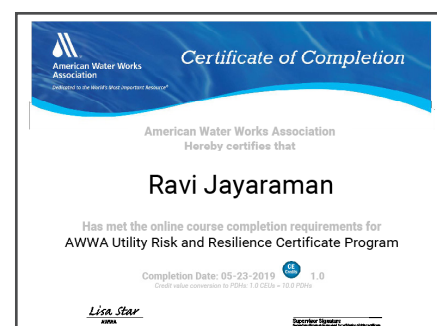 American Water Works
Association
Dedicated to the World's Most Important Resource®
Certificate of Completion
American Water Works Association
Hereby certifies that
Ravi Jayaraman
Has met the online course completion requirements for
AWWA Utility Risk and Resilience Certificate Program
Completion Date: 05-23-2019 CE Credits 1.0
Credit value conversion to PDHs: 1.0 CEUs = 10.0 PDHs
Lisa Star
AWWA
Supervisor Signature